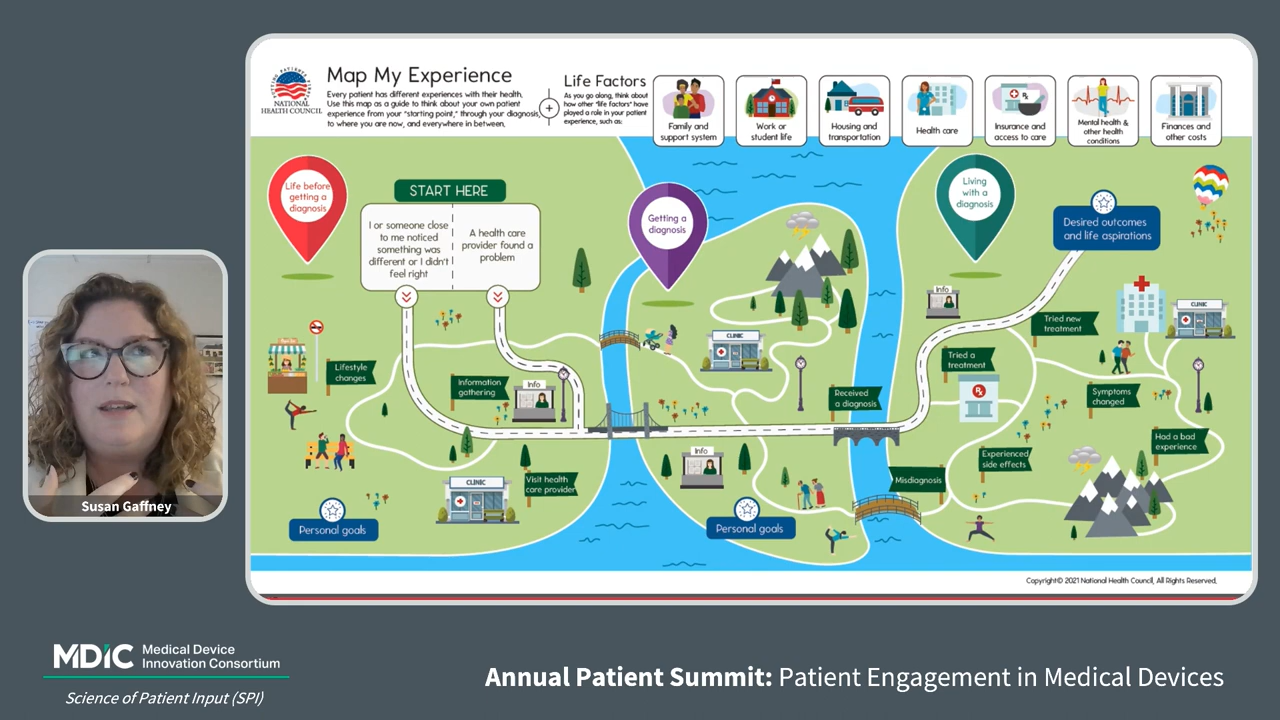 Map My Experience
Every patient has different experiences with their health.
Use this map as a guide to think about your own patient
experience from your "starting point," through your diagnosis,
to where you are now, and everywhere in between.
NATIONAL
HEALTH COUNCIL
Life Factors
As you go along, think about
how other "life factors" have
played a role in your patient
experience, such as:
Family and
support system
Work or
student life
Housing and
transportation
Health care
Insurance and
access to care
Mental health &
other health
conditions
Finances and
other costs
Life before
getting a
diagnosis
START HERE
I or someone close
to me noticed
something was
different or I didn't
feel right
A health care
provider found a
problem
Getting a
diagnosis
Living
with a
diagnosis
Desired outcomes
and life aspirations
Info
Tried new
treatment
CLINIC
CLINIC
Lifestyle
changes
Information
gathering
Info
Tried a
treatment
Rx
Received
a diagnosis
Symptoms
changed
Info
Had a bad
experience
Experienced
side effects
Visit health
care provider
CLINIC
Misdiagnosis
Personal goals
Personal goals
Copyright© 2021 National Health Council, All Rights Reserved.
Susan Gaffney
MDIC
Medical Device
Innovation Consortium
Science of Patient Input (SPI)
Annual Patient Summit: Patient Engagement in Medical Devices